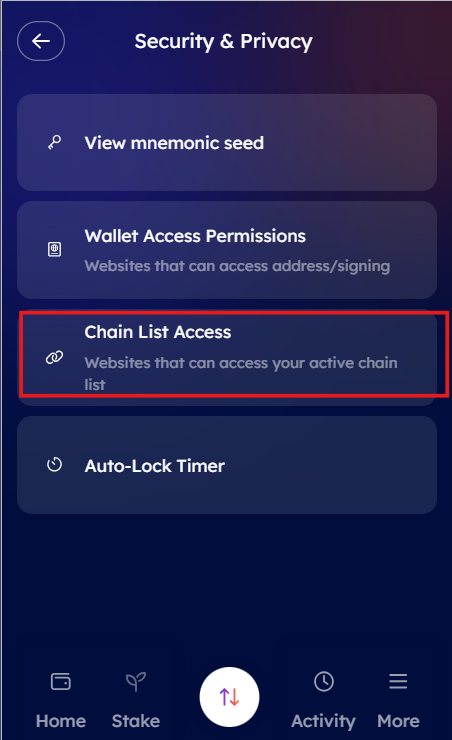 Security & Privacy
View mnemonic seed
Wallet Access Permissions
Websites that can access address/signing
Chain List Access
Websites that can access your active chain
list
Auto-Lock Timer
Home
Stake
Activity
More